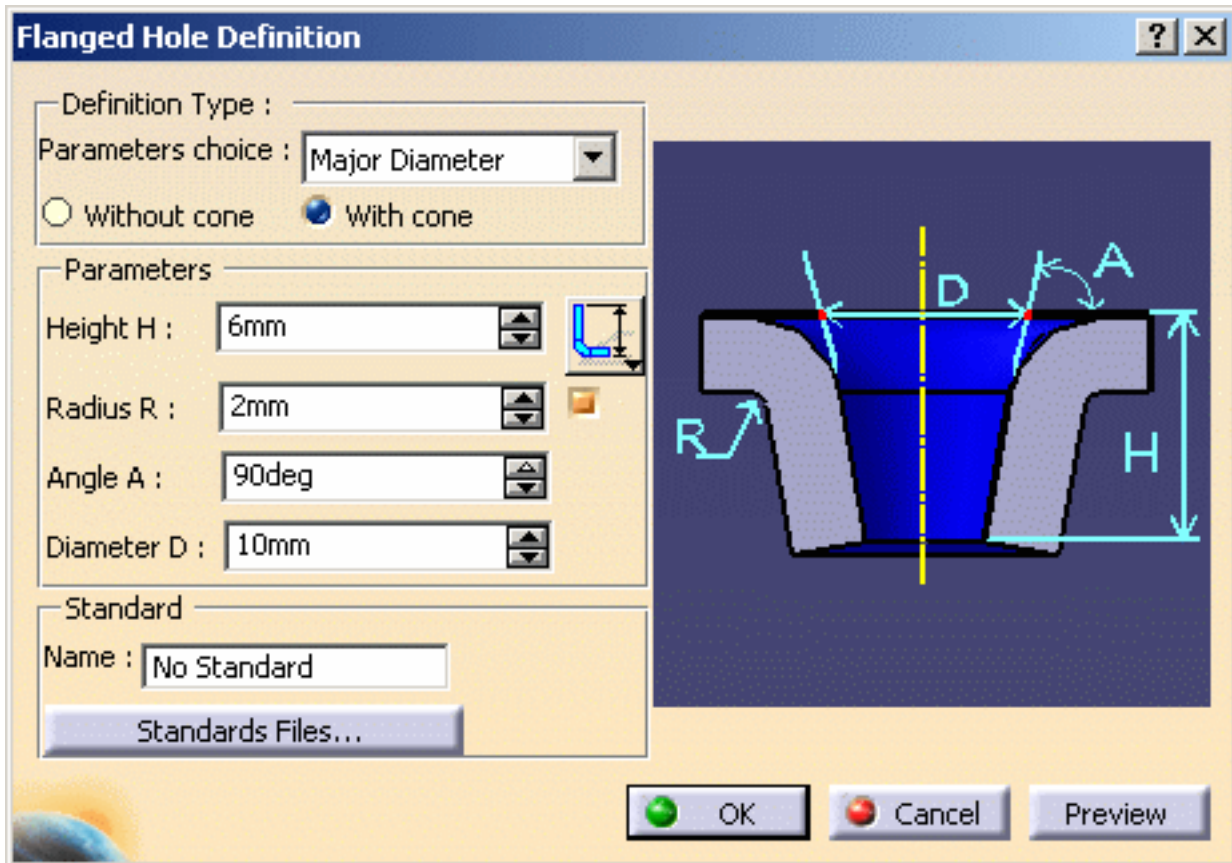 Flanged Hole Definition
?
Definition Type :
Parameters choice : Major Diameter
Without cone With cone
Parameters
Height H : 6mm
Radius R : 2mm
Angle A : 90deg
Diameter D : 10mm
Standard
Name : No Standard
Standards Files...
D
A
R
H
OK Cancel Preview